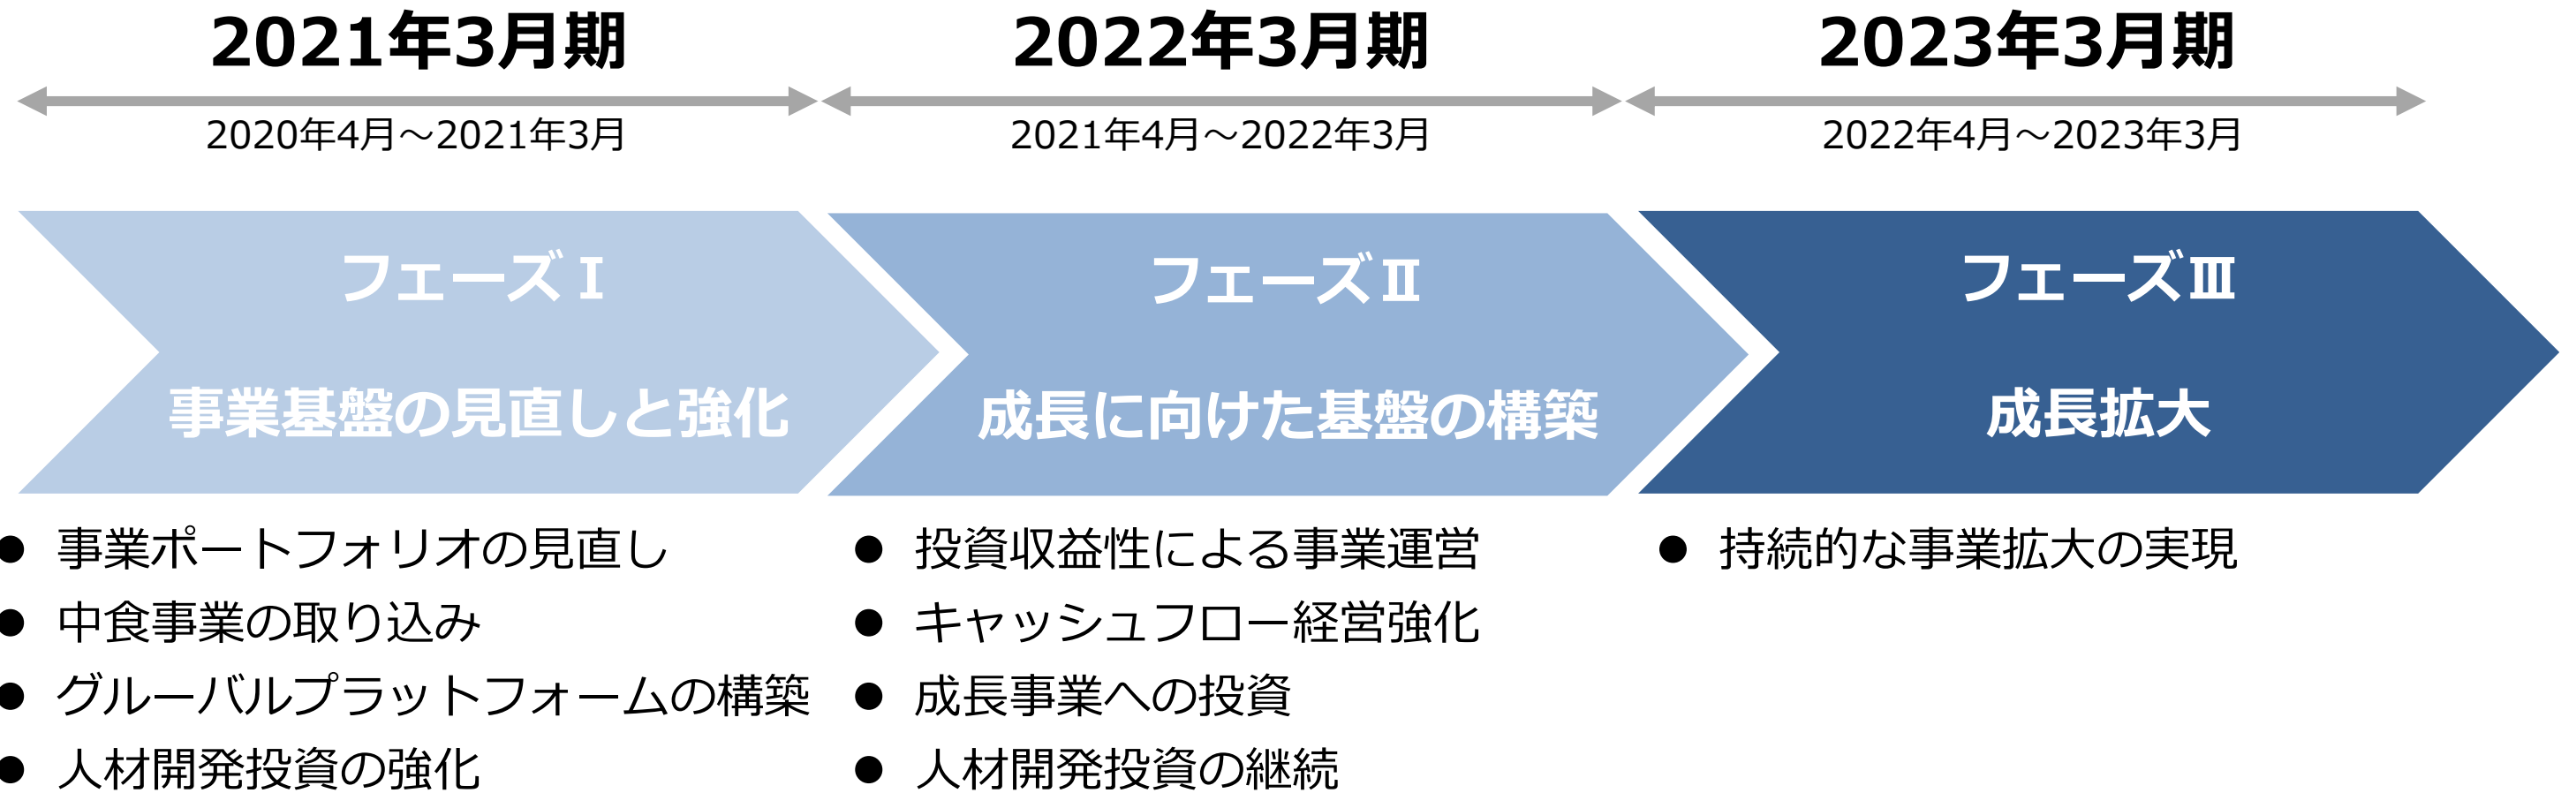 2021年3月期
2020年4月～2021年3月
フェーズⅠ
事業基盤の見直しと強化
● 事業ポートフォリオの見直し
● 中食事業の取り込み
● グルーバルプラットフォームの構築
● 人材開発投資の強化
2022年3月期
2021年4月～2022年3月
フェーズⅡ
成長に向けた基盤の構築
● 投資収益性による事業運営
● キャッシュフロー経営強化
● 成長事業への投資
● 人材開発投資の継続
2023年3月期
2022年4月～2023年3月
フェーズⅢ
成長拡大
● 持続的な事業拡大の実現